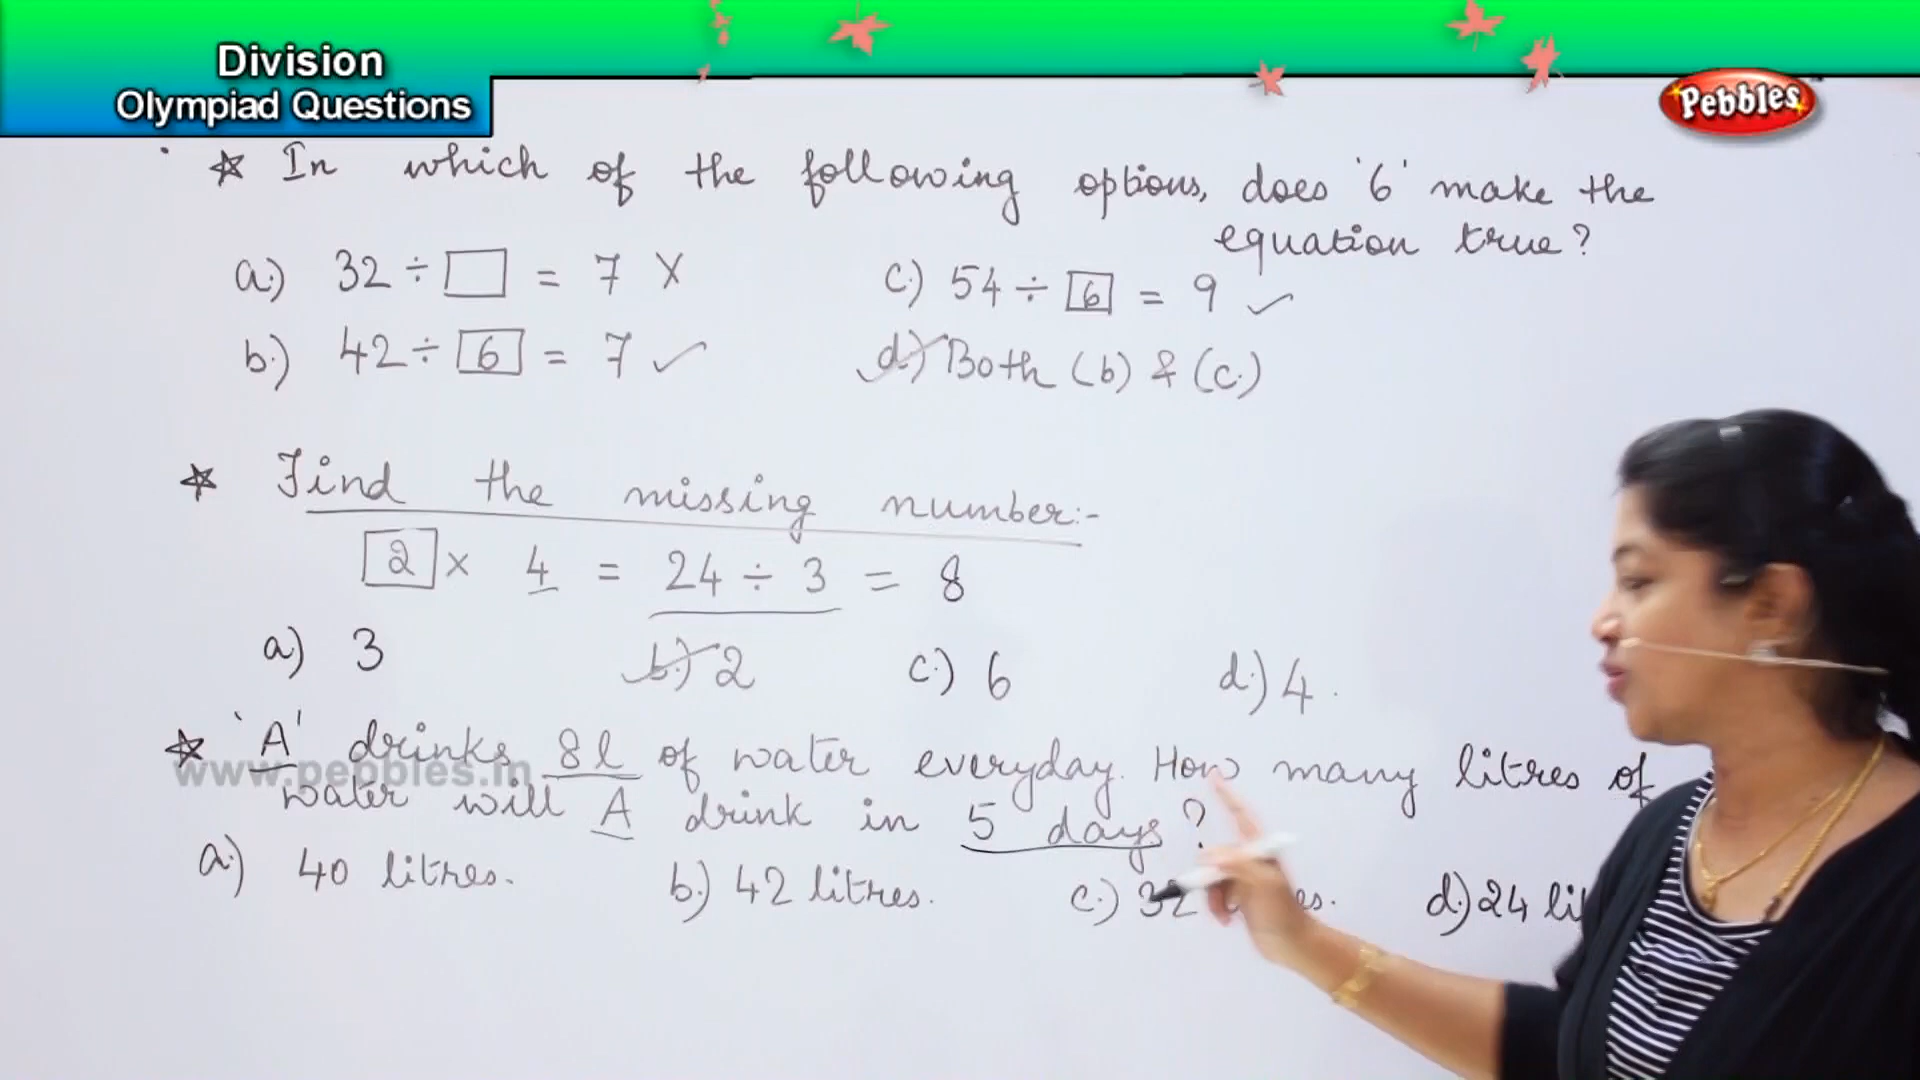 Division
Olympiad Questions
Pebbles
☆ In which of the following options, does '6' make the
equation true?
a.) 32 ÷ □ = 7 X
c.) 54 ÷ 6 = 9 ✓
b.) 42 ÷ 6 = 7 ✓
d.) Both (b) & (c.)
☆ Find the missing number:-
2 × 4 = 24 ÷ 3 = 8
a) 3 b.) 2 c.) 6 d.) 4.
☆ 'A' drinks 8l of water everyday. How many litres of
www.pebbles.in
water will A drink in 5 days?
a.) 40 litres. b.) 42 litres. c.) 32 d.) 24